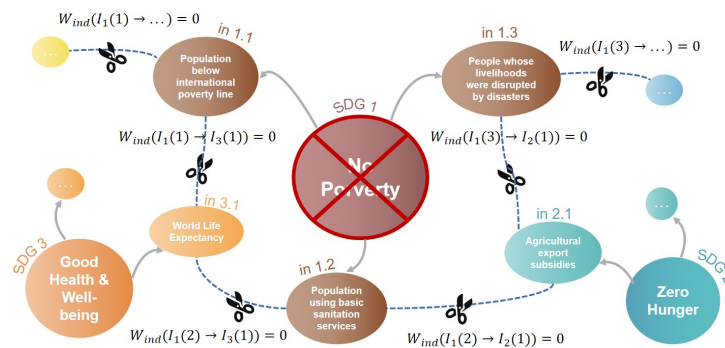 W_ind(I_1(1) → …) = 0
in 1.1
in 1.3
...
Population
below
international
poverty line
People whose
livelihoods
were disrupted
by disasters
W_ind(I_1(3) → …) = 0
...
SDG 1
W_ind(I_1(1) → I_3(1)) = 0
W_ind(I_1(3) → I_2(1)) = 0
No
Porverty
...
in 3.1
World Life
Expectancy
...
in 2.1
Agricultural
export
subsidies
SDG 3
Good
Health &
Well-
being
in 1.2
Population
using basic
sanitation
services
SDG 2
Zero
Hunger
W_ind(I_1(2) → I_3(1)) = 0
W_ind(I_1(2) → I_2(1)) = 0